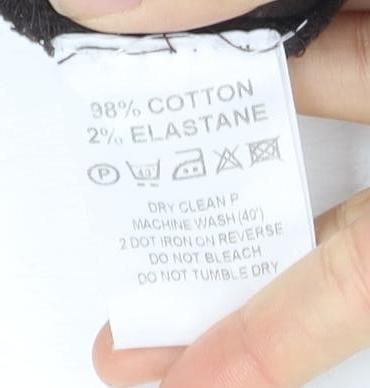 98% COTTON
2% ELASTANE
P 40
DRY CLEAN P
MACHINE WASH (40')
2 DOT IRON ON REVERSE
DO NOT BLEACH
DO NOT TUMBLE DRY